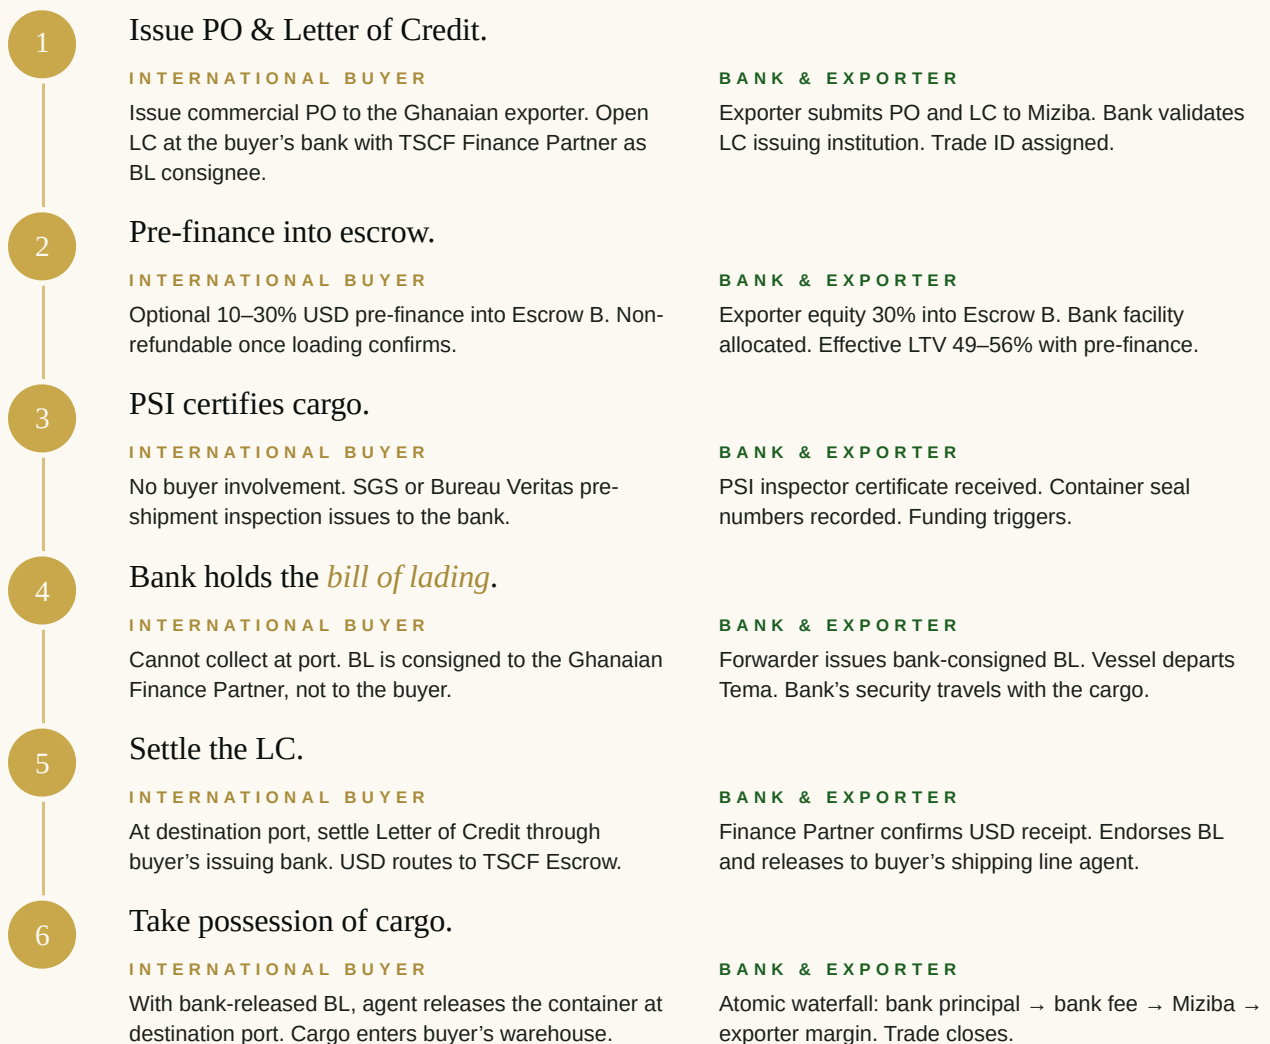 1
Issue PO & Letter of Credit.
INTERNATIONAL BUYER
Issue commercial PO to the Ghanaian exporter. Open
LC at the buyer’s bank with TSCF Finance Partner as
BL consignee.
BANK & EXPORTER
Exporter submits PO and LC to Miziba. Bank validates
LC issuing institution. Trade ID assigned.
2
Pre-finance into escrow.
INTERNATIONAL BUYER
Optional 10–30% USD pre-finance into Escrow B. Non-
refundable once loading confirms.
BANK & EXPORTER
Exporter equity 30% into Escrow B. Bank facility
allocated. Effective LTV 49–56% with pre-finance.
3
PSI certifies cargo.
INTERNATIONAL BUYER
No buyer involvement. SGS or Bureau Veritas pre-
shipment inspection issues to the bank.
BANK & EXPORTER
PSI inspector certificate received. Container seal
numbers recorded. Funding triggers.
4
Bank holds the bill of lading.
INTERNATIONAL BUYER
Cannot collect at port. BL is consigned to the Ghanaian
Finance Partner, not to the buyer.
BANK & EXPORTER
Forwarder issues bank-consigned BL. Vessel departs
Tema. Bank’s security travels with the cargo.
5
Settle the LC.
INTERNATIONAL BUYER
At destination port, settle Letter of Credit through
buyer’s issuing bank. USD routes to TSCF Escrow.
BANK & EXPORTER
Finance Partner confirms USD receipt. Endorses BL
and releases to buyer’s shipping line agent.
6
Take possession of cargo.
INTERNATIONAL BUYER
With bank-released BL, agent releases the container at
destination port. Cargo enters buyer’s warehouse.
BANK & EXPORTER
Atomic waterfall: bank principal → bank fee → Miziba →
exporter margin. Trade closes.